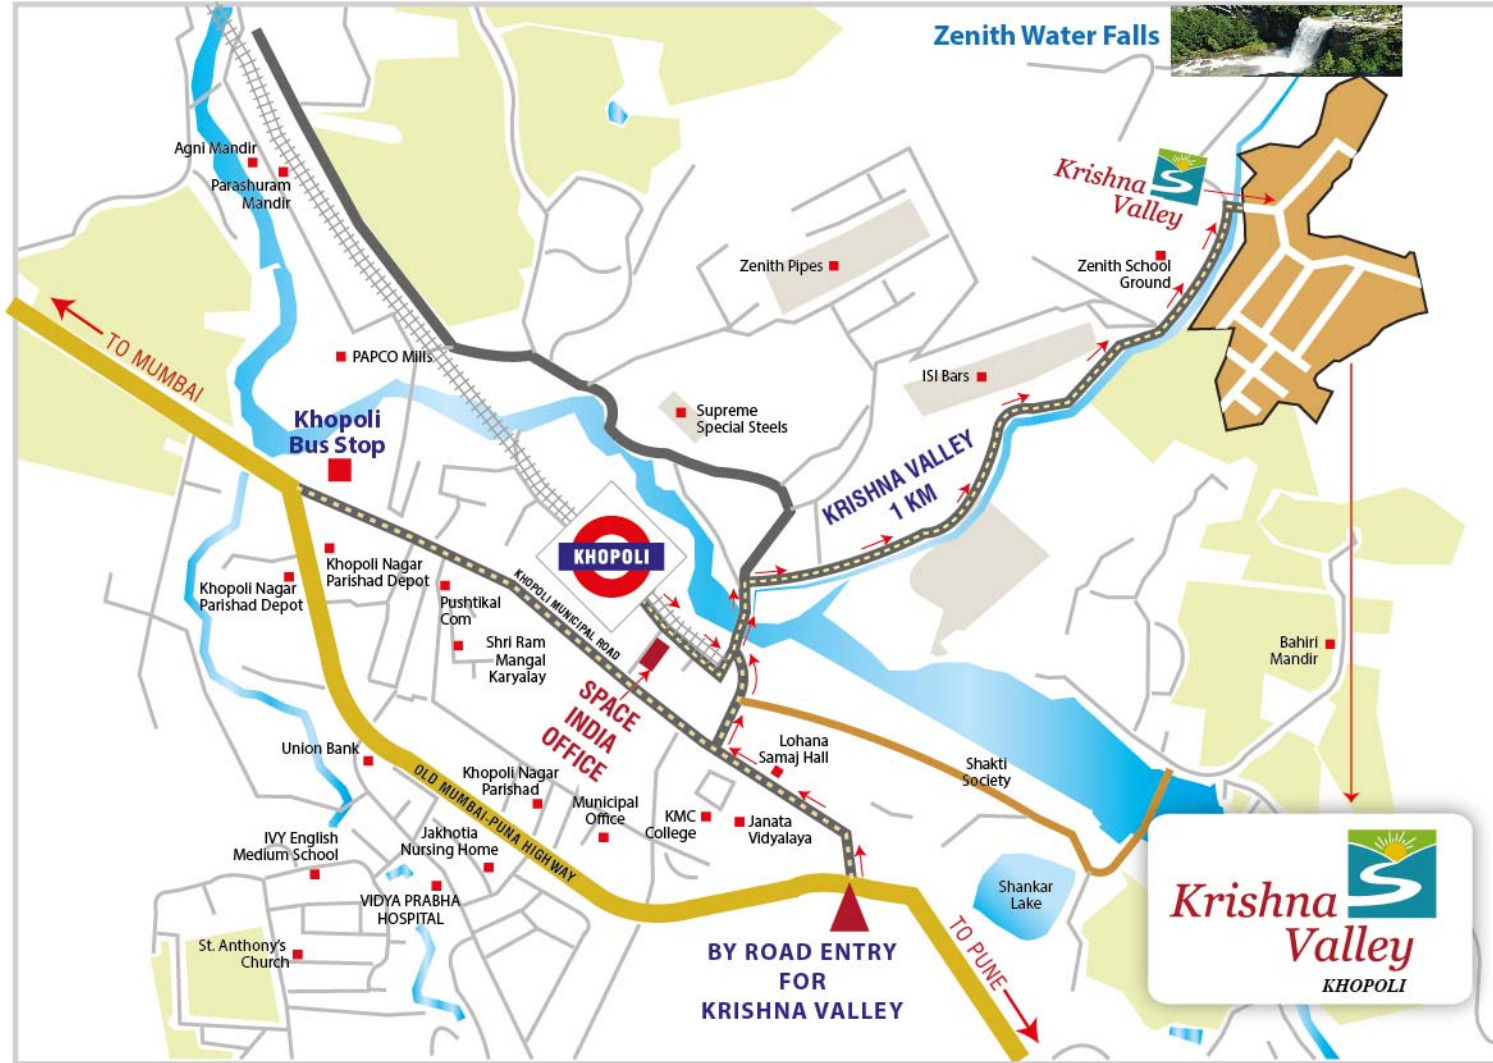 Zenith Water Falls
Agni Mandir
Parashuram
Mandir
Krishna
Valley
Zenith Pipes
Zenith School
Ground
TO MUMBAI
PAPCO Mills
ISI Bars
Khopoli
Bus Stop
Supreme
Special Steels
KRISHNA VALLEY
1 KM
KHOPOLI
Khopoli Nagar
Parishad Depot
Khopoli Nagar
Parishad Depot
KHOPOLI MUNICIPAL ROAD
Pushtikal
Com
Shri Ram
Mangal
Karyalay
Bahiri
Mandir
SPACE
INDIA
OFFICE
Union Bank
Lohana
Samaj Hall
Shakti
Society
OLD MUMBAI-PUNA HIGHWAY
Khopoli Nagar
Parishad
Municipal
Office
KMC
College
Janata
Vidyalaya
IVY English
Medium School
Jakhotia
Nursing Home
VIDYA PRABHA
HOSPITAL
Shankar
Lake
St. Anthony's
Church
TO PUNE
BY ROAD ENTRY
FOR
KRISHNA VALLEY
Krishna
Valley
KHOPOLI